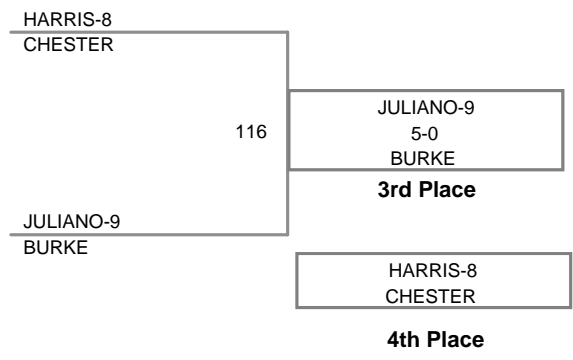 HARRIS-8
CHESTER
116
JULIANO-9
5-0
BURKE
3rd Place
JULIANO-9
BURKE
HARRIS-8
CHESTER
4th Place